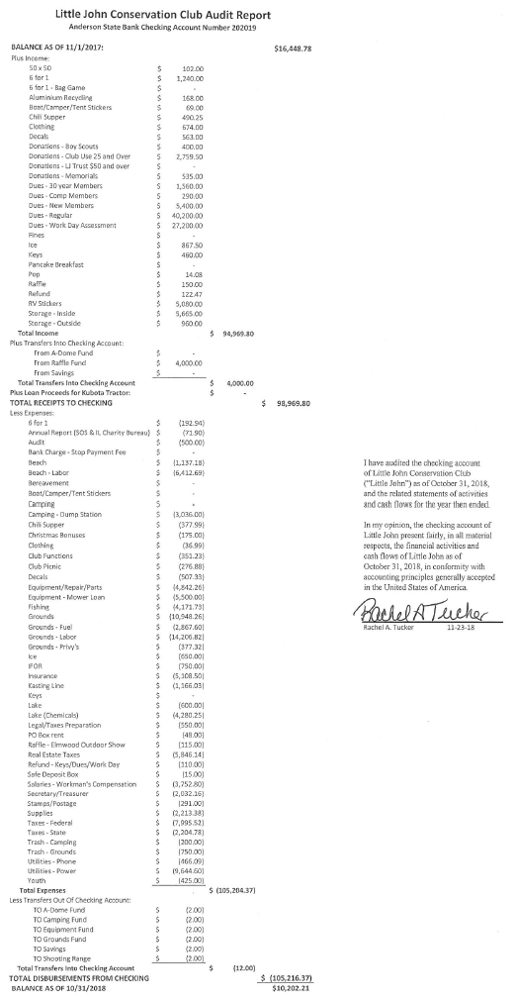 Little John Conservation Club Audit Report
Anderson State Bank Checking Account Number 202019
BALANCE AS OF 11/1/2017: $16,448.78
Plus Income:
50 x 50 $ 102.00
6 for 1 $ 1,240.00
6 for 1 - Bag Game $ -
Aluminium Recycling $ 168.00
Boat/Camper/Tent Stickers $ 69.00
Chili Supper $ 490.25
Clothing $ 674.00
Decals $ 563.00
Donations - Boy Scouts $ 400.00
Donations - Club Use 25 and Over $ 2,759.50
Donations - LJ Trust $50 and over $ -
Donations - Memorials $ 535.00
Dues - 30 year Members $ 1,560.00
Dues - Comp Members $ 290.00
Dues - New Members $ 5,400.00
Dues - Regular $ 40,200.00
Dues - Work Day Assessment $ 27,200.00
Fines $ -
Ice $ 867.50
Keys $ 460.00
Pancake Breakfast $ -
Pop $ 14.08
Raffle $ 150.00
Refund $ 122.47
RV Stickers $ 5,080.00
Storage - Inside $ 5,665.00
Storage - Outside $ 960.00
Total Income $ 94,969.80
Plus Transfers Into Checking Account:
From A-Dome Fund $ -
From Raffle Fund $ 4,000.00
From Savings $ -
Total Transfers Into Checking Account $ 4,000.00
Plus Loan Proceeds for Kubota Tractor: $ -
TOTAL RECEIPTS TO CHECKING $ 98,969.80
Less Expenses:
6 for 1 $ (192.94)
Annual Report (SOS & IL Charity Bureau) $ (71.90)
Audit $ (500.00)
Bank Charge - Stop Payment Fee $ -
Beach $ (1,137.18)
Beach - Labor $ (6,412.69)
Bereavement $ -
Boat/Camper/Tent Stickers $ -
Camping $ -
Camping - Dump Station $ (3,036.00)
Chili Supper $ (377.99)
Christmas Bonuses $ (175.00)
Clothing $ (36.99)
Club Functions $ (351.23)
Club Picnic $ (276.88)
Decals $ (507.33)
Equipment/Repair/Parts $ (4,842.26)
Equipment - Mower Loan $ (5,500.00)
Fishing $ (4,171.73)
Grounds $ (10,948.26)
Grounds - Fuel $ (2,867.60)
Grounds - Labor $ (14,206.82)
Grounds - Privy's $ (377.32)
Ice $ (650.00)
IFOR $ (750.00)
Insurance $ (5,108.50)
Kasting Line $ (1,166.03)
Keys $ -
Lake $ (600.00)
Lake (Chemicals) $ (4,280.25)
Legal/Taxes Preparation $ (550.00)
PO Box rent $ (48.00)
Raffle - Elmwood Outdoor Show $ (115.00)
Real Estate Taxes $ (5,846.14)
Refund - Keys/Dues/Work Day $ (110.00)
Safe Deposit Box $ (15.00)
Salaries - Workman's Compensation $ (3,752.80)
Secretary/Treasurer $ (2,032.16)
Stamps/Postage $ (291.00)
Supplies $ (2,213.38)
Taxes - Federal $ (7,995.52)
Taxes - State $ (2,204.78)
Trash - Camping $ (200.00)
Trash - Grounds $ (750.00)
Utilities - Phone $ (466.09)
Utilities - Power $ (9,644.60)
Youth $ (425.00)
Total Expenses $ (105,204.37)
Less Transfers Out Of Checking Account:
TO A-Dome Fund $ (2.00)
TO Camping Fund $ (2.00)
TO Equipment Fund $ (2.00)
TO Grounds Fund $ (2.00)
TO Savings $ (2.00)
TO Shooting Range $ (2.00)
Total Transfers Into Checking Account $ (12.00)
TOTAL DISBURSEMENTS FROM CHECKING $ (105,216.37)
BALANCE AS OF 10/31/2018 $10,202.21
I have audited the checking account
of Little John Conservation Club
("Little John") as of October 31, 2018,
and the related statements of activities
and cash flows for the year then ended.
In my opinion, the checking account of
Little John present fairly, in all material
respects, the financial activities and
cash flows of Little John as of
October 31, 2018, in conformity with
accounting principles generally accepted
in the United States of America.
Rachel A Tucker
Rachel A. Tucker 11-23-18